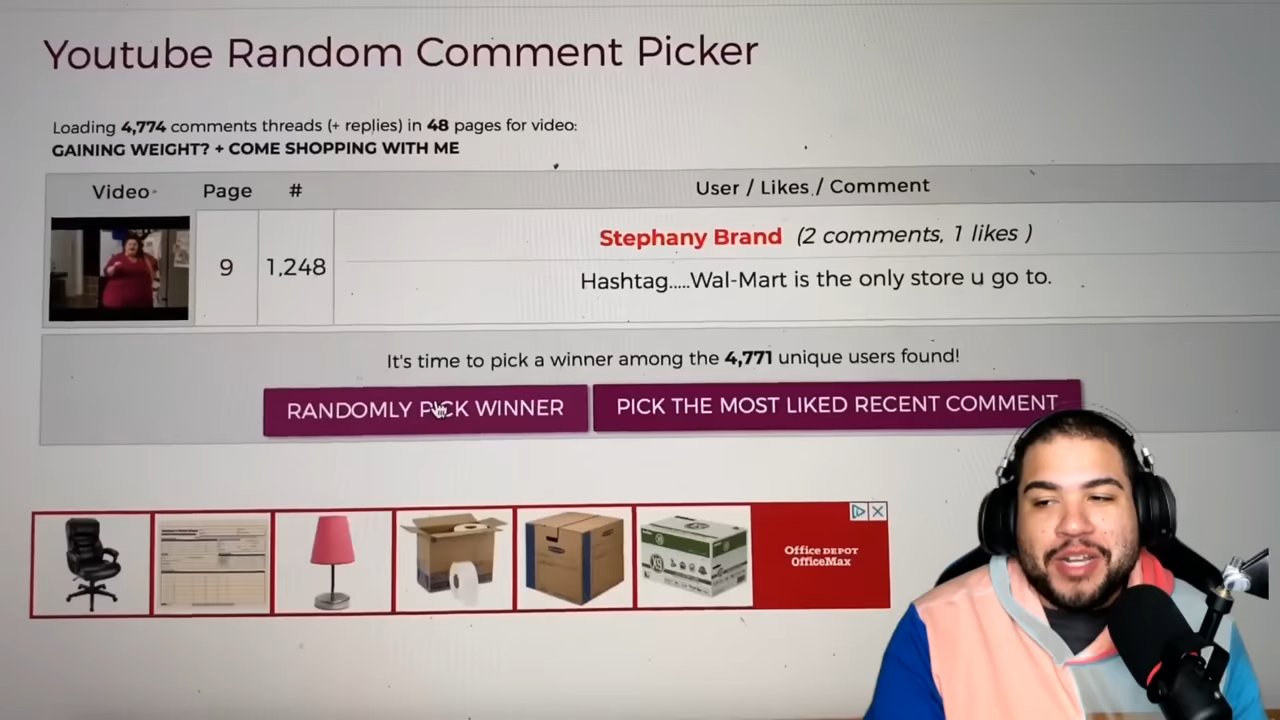 Youtube Random Comment Picker
Loading 4,774 comments threads (+ replies) in 48 pages for video:
GAINING WEIGHT? + COME SHOPPING WITH ME
Video Page # User / Likes / Comment
9 1,248 Stephany Brand (2 comments, 1 likes )
Hashtag.....Wal-Mart is the only store u go to.
It's time to pick a winner among the 4,771 unique users found!
RANDOMLY PICK WINNER PICK THE MOST LIKED RECENT COMMENT
Office DEPOT
OfficeMax